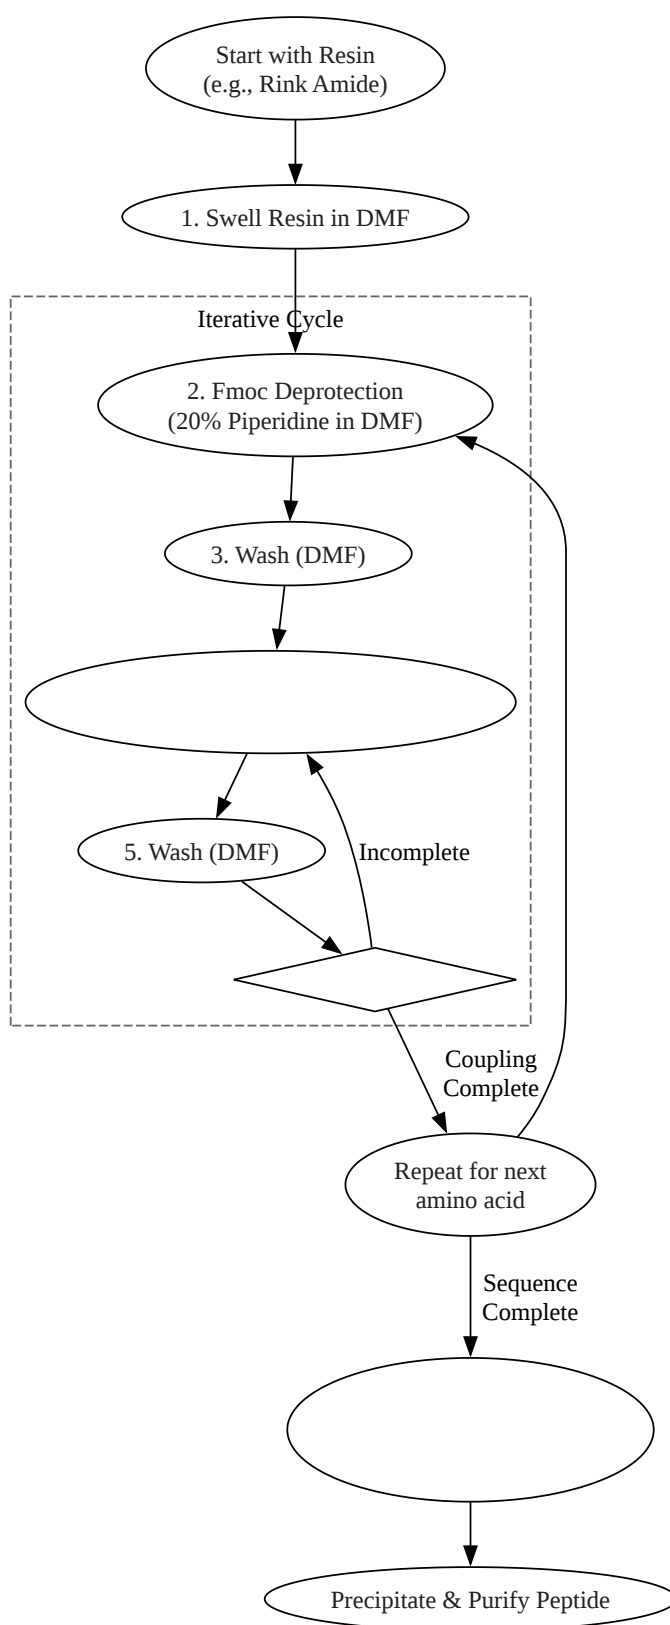 Start with Resin
(e.g., Rink Amide)
1. Swell Resin in DMF
Iterative Cycle
2. Fmoc Deprotection
(20% Piperidine in DMF)
3. Wash (DMF)
5. Wash (DMF)
Incomplete
Coupling
Complete
Repeat for next
amino acid
Sequence
Complete
Precipitate & Purify Peptide